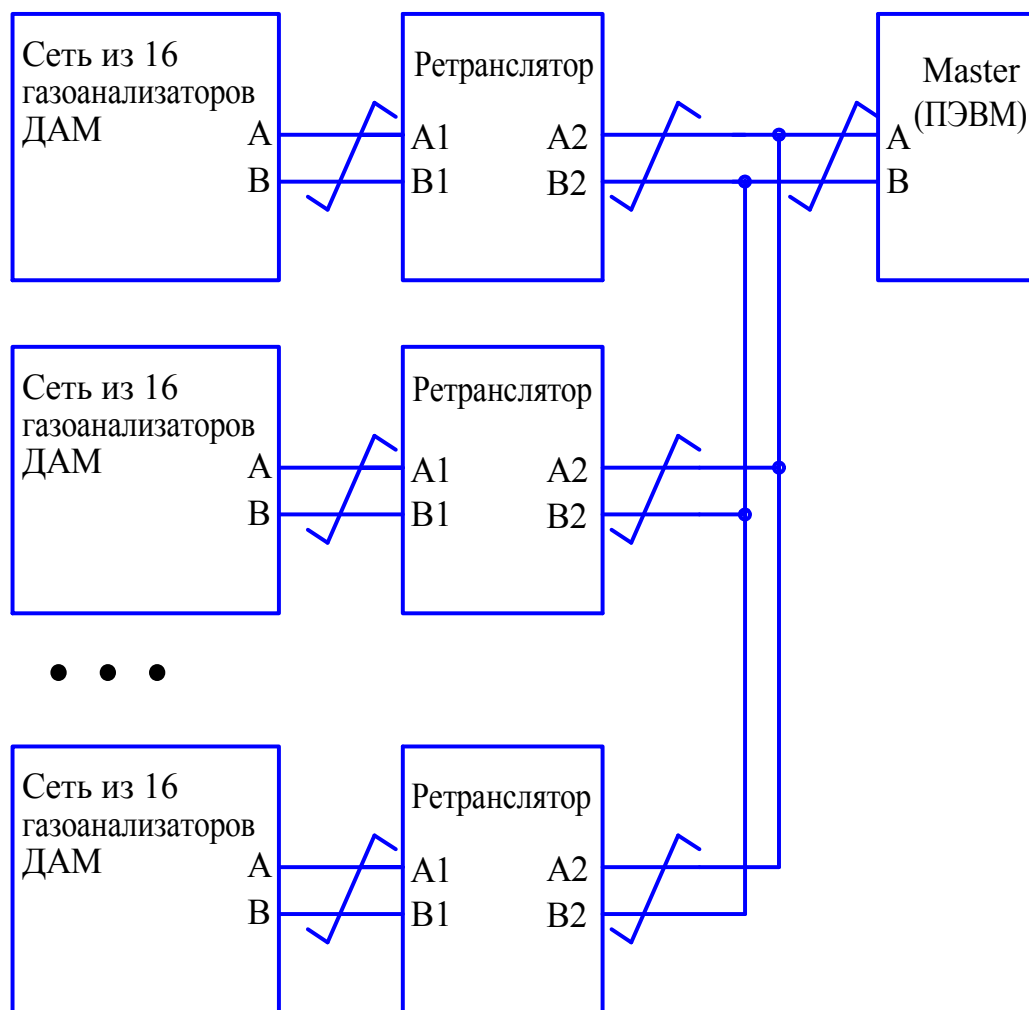 Сеть из 16
газоанализаторов
ДАМ
A
B
Ретранслятор
A1
B1
A2
B2
Master
(ПЭВМ)
A
B
Сеть из 16
газоанализаторов
ДАМ
A
B
Ретранслятор
A1
B1
A2
B2
Сеть из 16
газоанализаторов
ДАМ
A
B
Ретранслятор
A1
B1
A2
B2